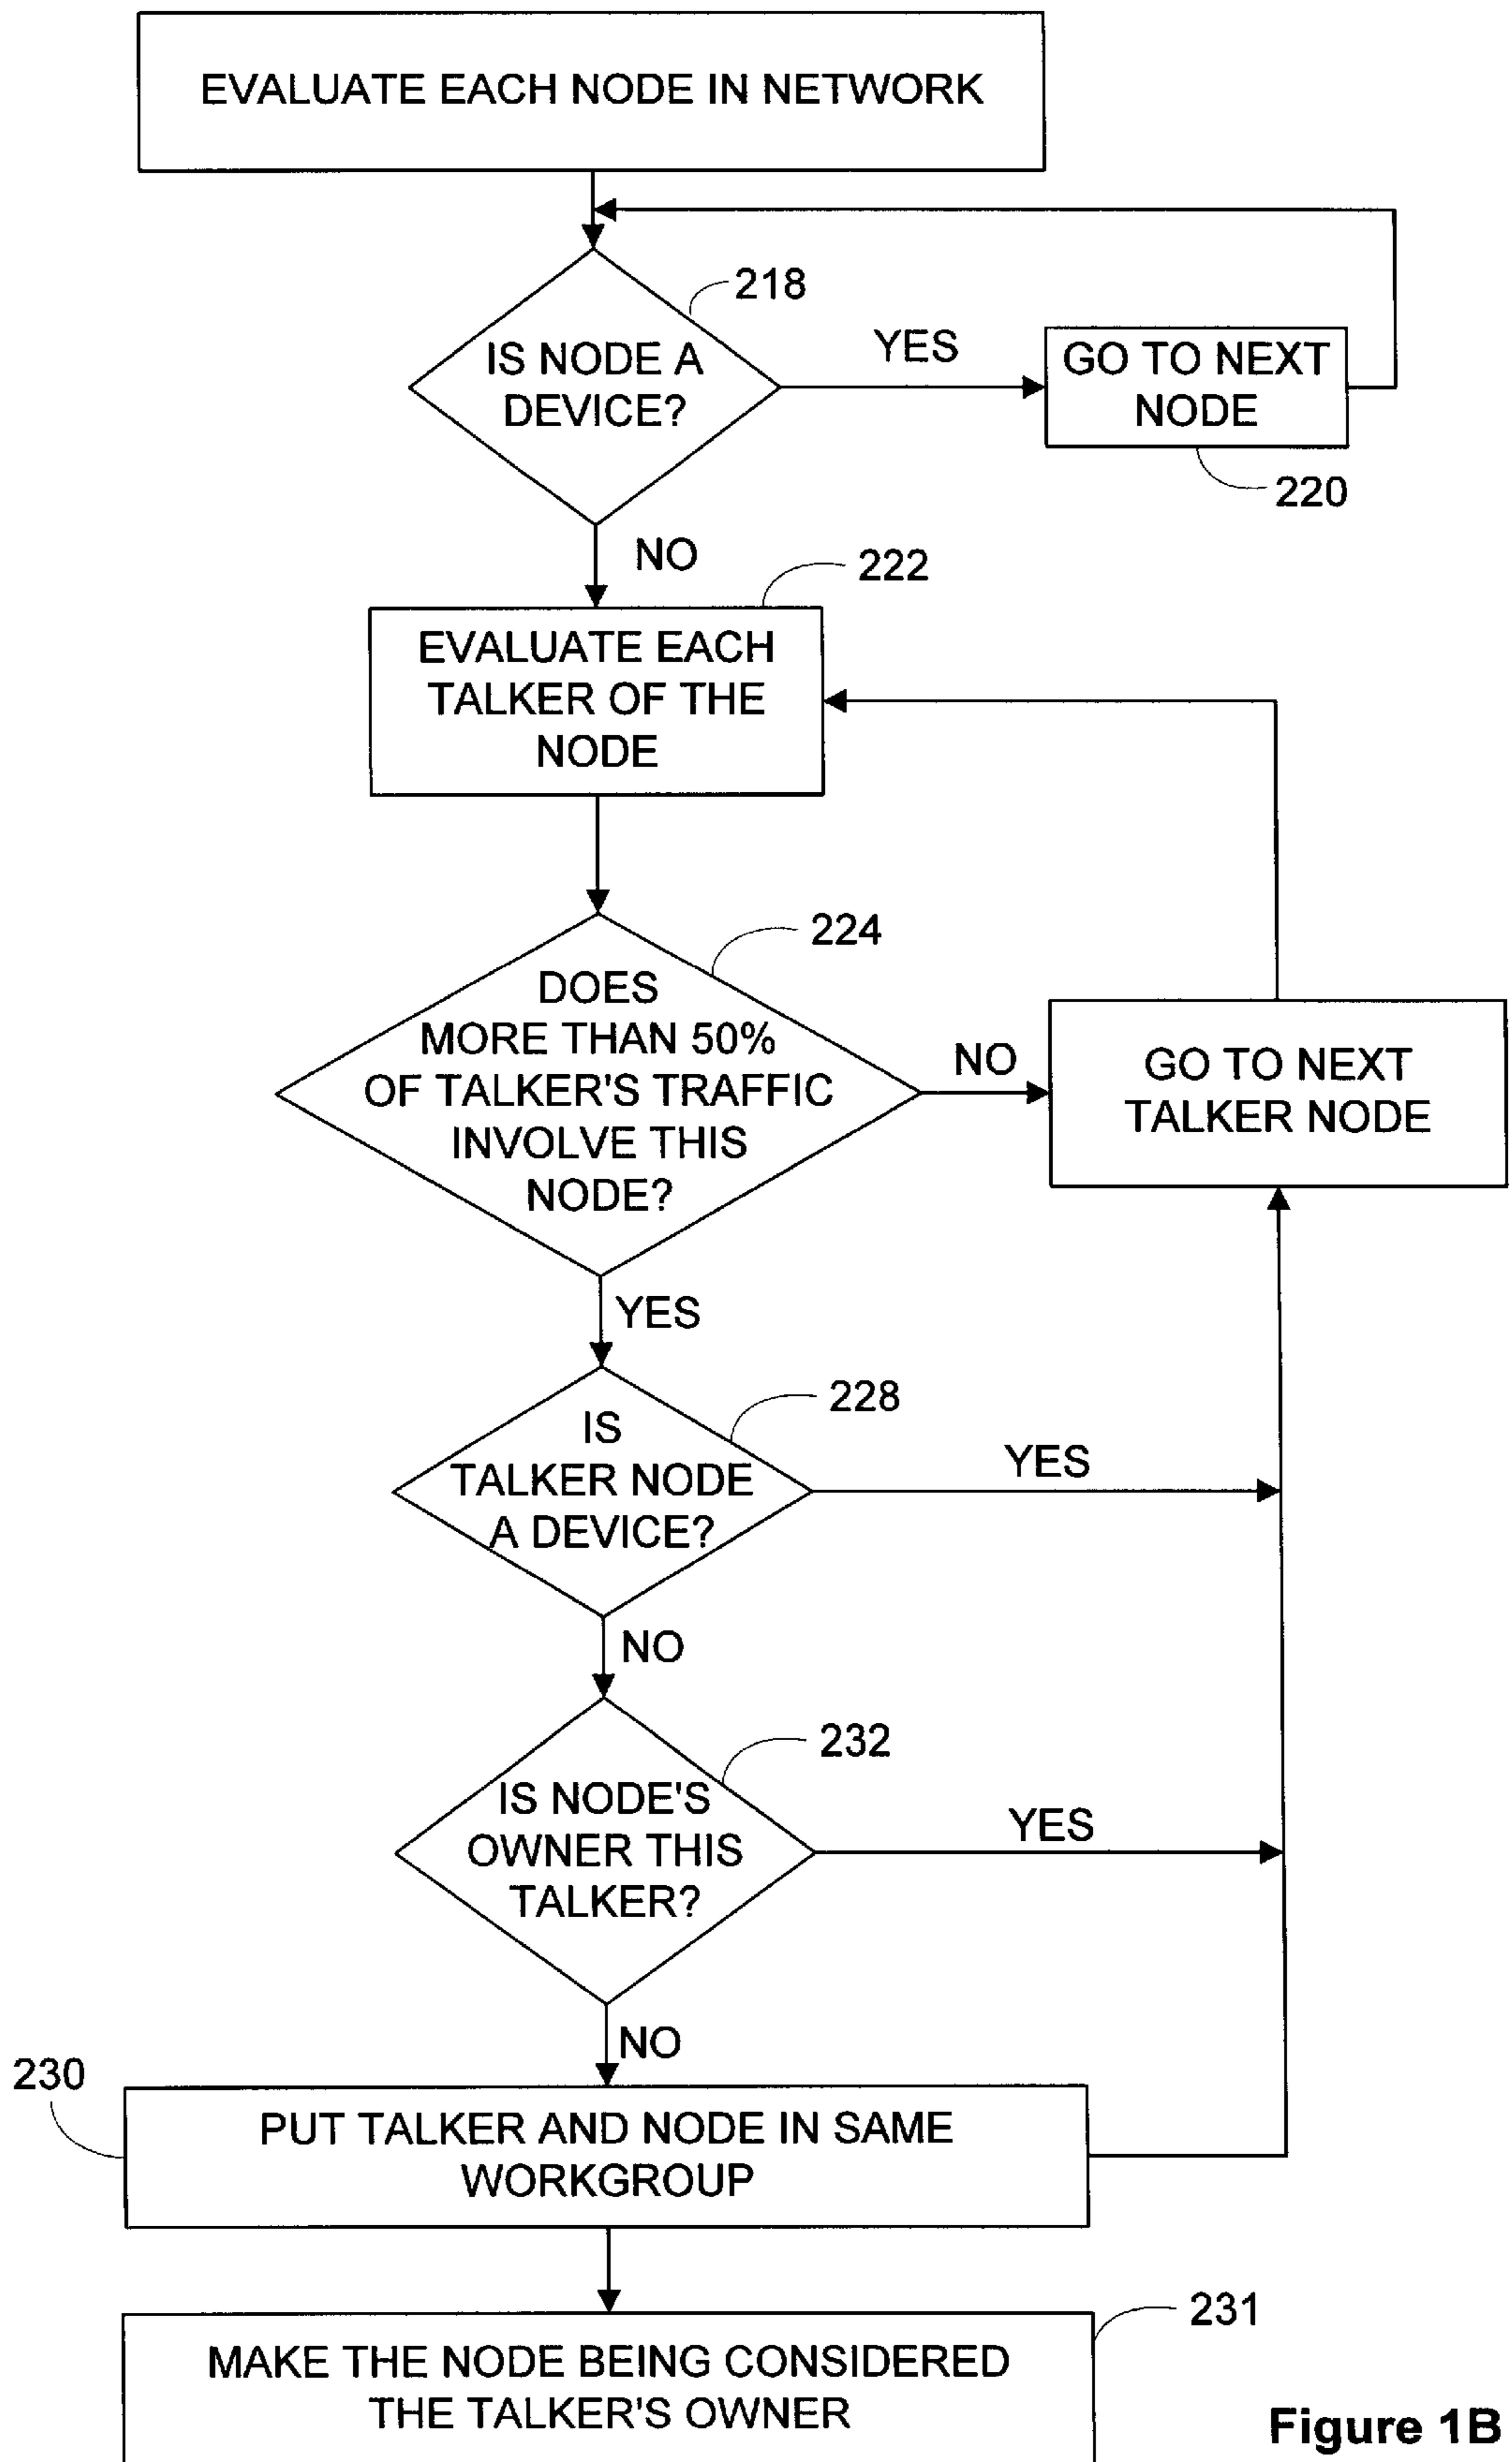 EVALUATE EACH NODE IN NETWORK
218
IS NODE A
DEVICE?
YES
GO TO NEXT
NODE
220
NO
222
EVALUATE EACH
TALKER OF THE
NODE
224
DOES
MORE THAN 50%
OF TALKER'S TRAFFIC
INVOLVE THIS
NODE?
NO
GO TO NEXT
TALKER NODE
YES
228
IS
TALKER NODE
A DEVICE?
YES
NO
232
IS NODE'S
OWNER THIS
TALKER?
YES
NO
230
PUT TALKER AND NODE IN SAME
WORKGROUP
231
MAKE THE NODE BEING CONSIDERED
THE TALKER'S OWNER
Figure 1B